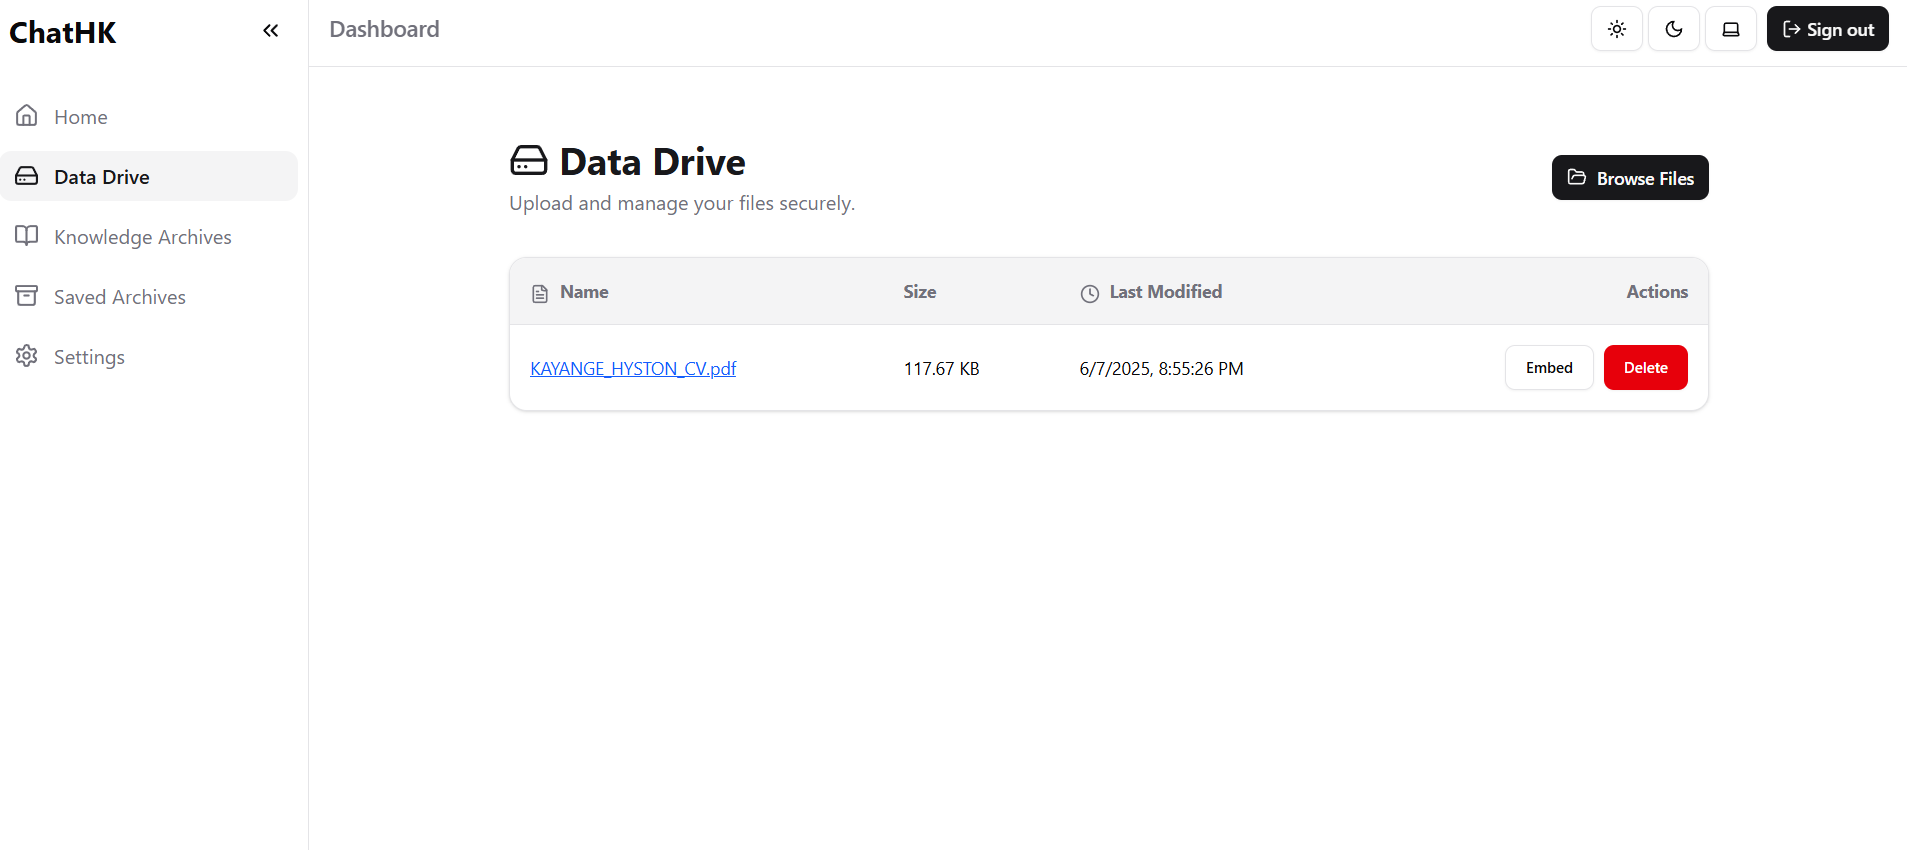 ChatHK
Home
Data Drive
Knowledge Archives
Saved Archives
Settings
Dashboard
Sign out
Data Drive
Upload and manage your files securely.
Browse Files
Name Size Last Modified Actions
KAYANGE_HYSTON_CV.pdf 117.67 KB 6/7/2025, 8:55:26 PM Embed Delete